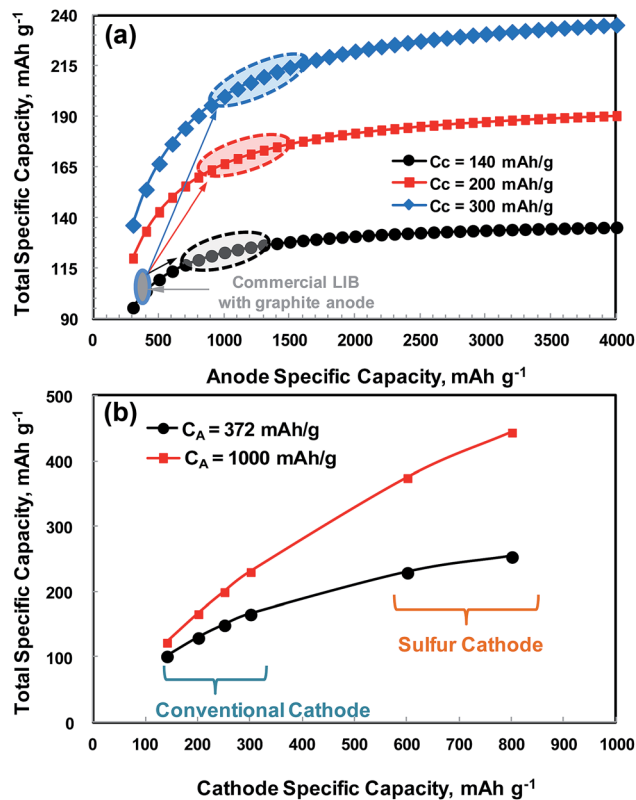 (a)
Total Specific Capacity, mAh g-1
240
215
190
165
140
115
90
Cc = 140 mAh/g
Cc = 200 mAh/g
Cc = 300 mAh/g
Commercial LIB
with graphite anode
0 500 1000 1500 2000 2500 3000 3500 4000
Anode Specific Capacity, mAh g-1
(b)
Total Specific Capacity, mAh g-1
500
400
300
200
100
0
CA = 372 mAh/g
CA = 1000 mAh/g
Sulfur Cathode
Conventional Cathode
0 100 200 300 400 500 600 700 800 900 1000
Cathode Specific Capacity, mAh g-1